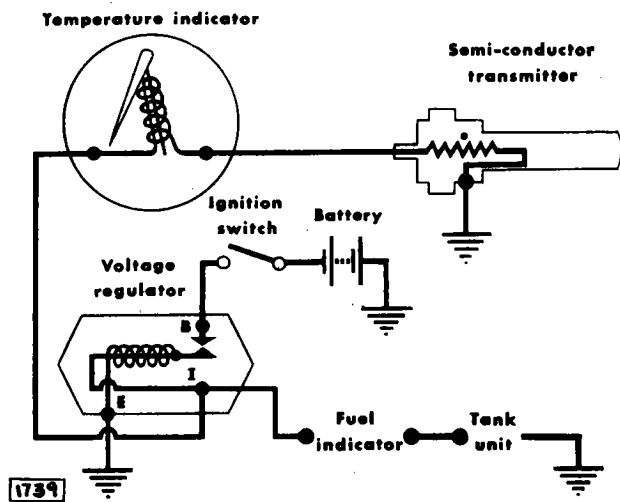 Temperature indicator
Semi-conductor
transmitter
Ignition
switch
Battery
Voltage
regulator
B
I
E
Fuel
indicator
Tank
unit
1739